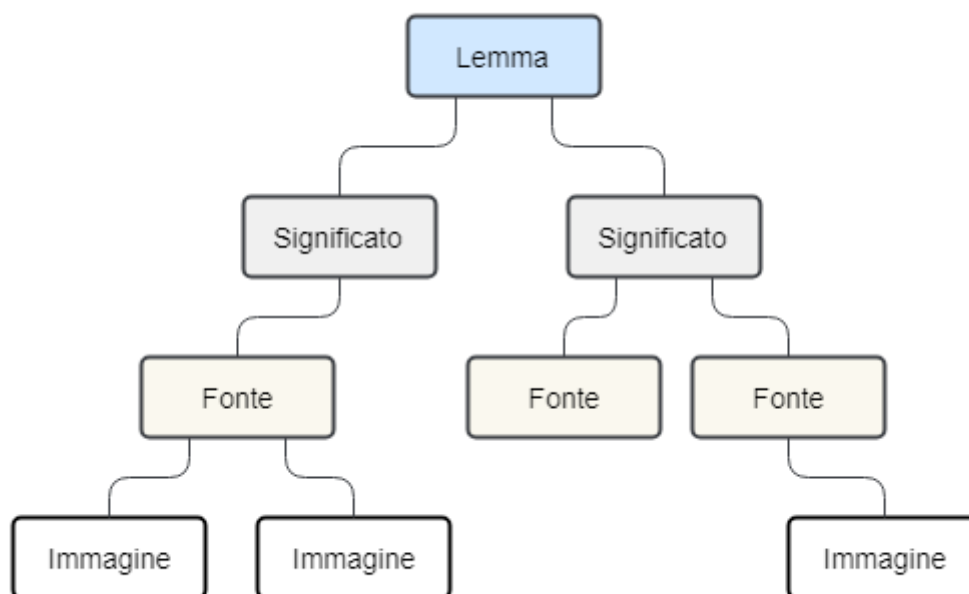 Lemma
Significato
Significato
Fonte
Fonte
Fonte
Immagine
Immagine
Immagine